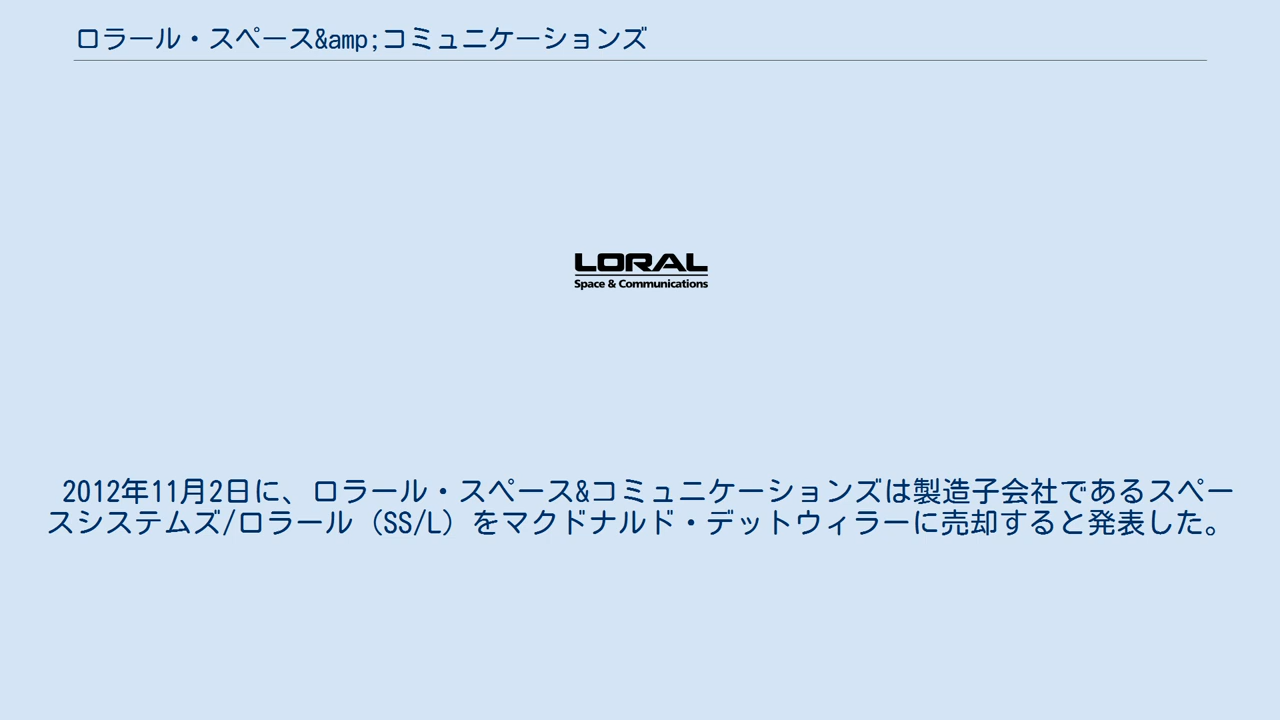 ロラール・スペース&amp;コミュニケーションズ
LORAL
Space & Communications
2012年11月2日に、ロラール・スペース&コミュニケーションズは製造子会社であるスペー
スシステムズ/ロラール（SS/L）をマクドナルド・デットウィラーに売却すると発表した。